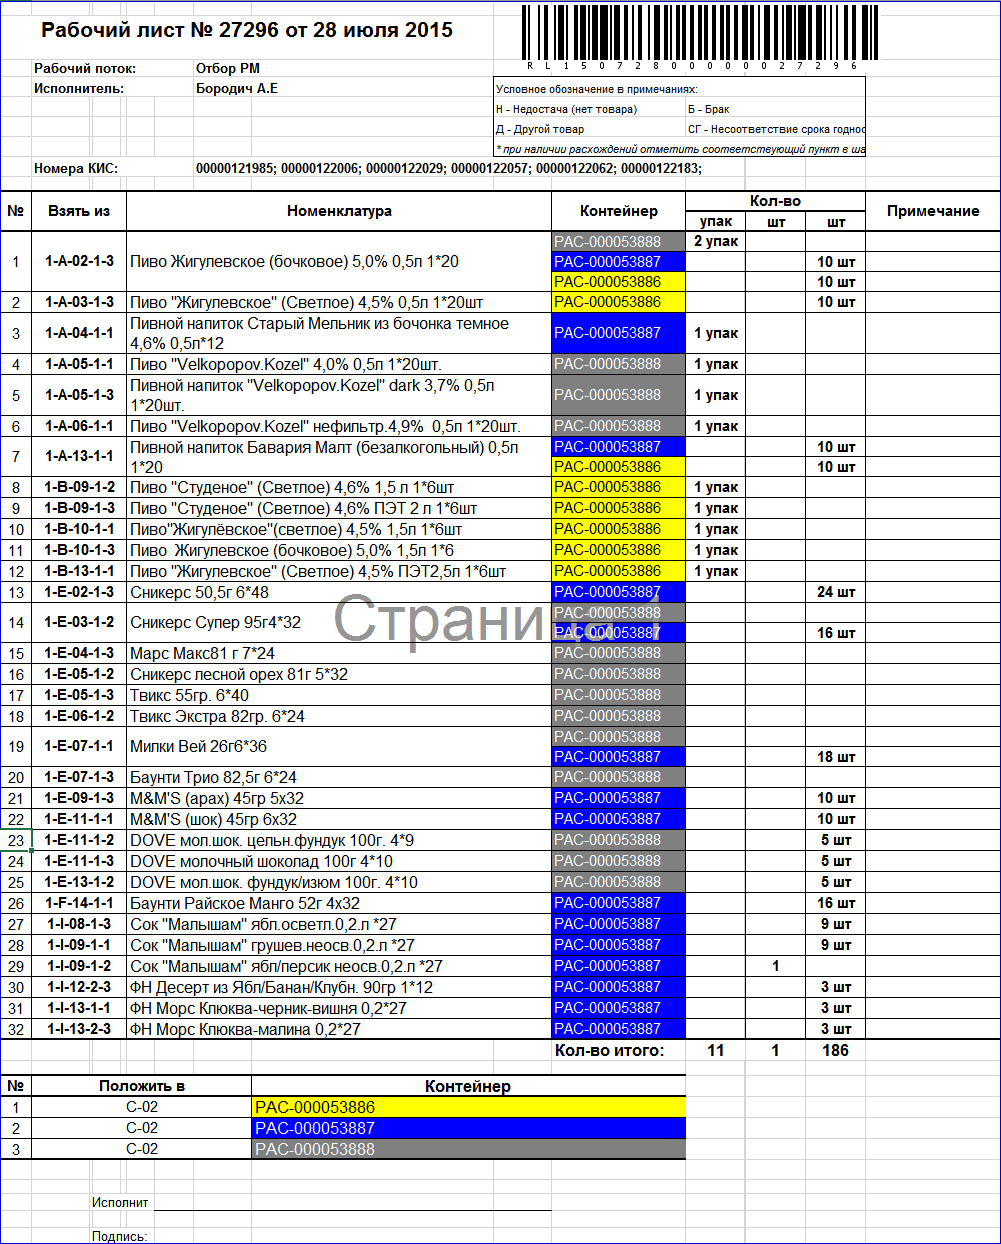 Рабочий лист № 27296 от 28 июля 2015
RL150728000000027296
Рабочий поток: Отбор РМ
Исполнитель: Бородич А.Е
Условное обозначение в примечаниях:
Н - Недостача (нет товара) Б - Брак
Д - Другой товар СГ - Несоответствие срока годнос
* при наличии расхождений отметить соответствующий пункт в ша
Номера КИС: 00000121985; 00000122006; 00000122029; 00000122057; 00000122062; 00000122183;
№ Взять из Номенклатура Контейнер Кол-во Примечание
упак шт шт
1 1-A-02-1-3 Пиво Жигулевское (бочковое) 5,0% 0,5л 1*20 PAC-000053888 2 упак
PAC-000053887 10 шт
PAC-000053886 10 шт
2 1-A-03-1-3 Пиво "Жигулевское" (Светлое) 4,5% 0,5л 1*20шт PAC-000053886 10 шт
3 1-A-04-1-1 Пивной напиток Старый Мельник из бочонка темное
4,6% 0,5л*12 PAC-000053887 1 упак
4 1-A-05-1-1 Пиво "Velkopopov.Kozel" 4,0% 0,5л 1*20шт. PAC-000053888 1 упак
5 1-A-05-1-3 Пивной напиток "Velkopopov.Kozel" dark 3,7% 0,5л
1*20шт. PAC-000053888 1 упак
6 1-A-06-1-1 Пиво "Velkopopov.Kozel" нефильтр.4,9% 0,5л 1*20шт. PAC-000053888 1 упак
7 1-A-13-1-1 Пивной напиток Бавария Малт (безалкогольный) 0,5л PAC-000053887 10 шт
1*20 PAC-000053886 10 шт
8 1-B-09-1-2 Пиво "Студеное" (Светлое) 4,6% 1,5 л 1*6шт PAC-000053886 1 упак
9 1-B-09-1-3 Пиво "Студеное" (Светлое) 4,6% ПЭТ 2 л 1*6шт PAC-000053886 1 упак
10 1-B-10-1-1 Пиво"Жигулёвское"(светлое) 4,5% 1,5л 1*6шт PAC-000053886 1 упак
11 1-B-10-1-3 Пиво Жигулевское (бочковое) 5,0% 1,5л 1*6 PAC-000053886 1 упак
12 1-B-13-1-1 Пиво "Жигулевское" (Светлое) 4,5% ПЭТ2,5л 1*6шт PAC-000053886 1 упак
13 1-E-02-1-3 Сникерс 50,5г 6*48 PAC-000053887 24 шт
Страница 1
14 1-E-03-1-2 Сникерс Супер 95г4*32 PAC-000053888
PAC-000053887 16 шт
15 1-E-04-1-3 Марс Макс81 г 7*24 PAC-000053888
16 1-E-05-1-2 Сникерс лесной орех 81г 5*32 PAC-000053888
17 1-E-05-1-3 Твикс 55гр. 6*40 PAC-000053888
18 1-E-06-1-2 Твикс Экстра 82гр. 6*24 PAC-000053888
19 1-E-07-1-1 Милки Вей 26г6*36 PAC-000053888
PAC-000053887 18 шт
20 1-E-07-1-3 Баунти Трио 82,5г 6*24 PAC-000053888
21 1-E-09-1-3 M&M'S (арах) 45гр 5х32 PAC-000053887 10 шт
22 1-E-11-1-1 M&M'S (шок) 45гр 6х32 PAC-000053887 10 шт
23 1-E-11-1-2 DOVE мол.шок. цельн.фундук 100г. 4*9 PAC-000053888 5 шт
24 1-E-11-1-3 DOVE молочный шоколад 100г 4*10 PAC-000053888 5 шт
25 1-E-13-1-2 DOVE мол.шок. фундук/изюм 100г. 4*10 PAC-000053888 5 шт
26 1-F-14-1-1 Баунти Райское Манго 52г 4х32 PAC-000053887 16 шт
27 1-I-08-1-3 Сок "Малышам" ябл.осветл.0,2.л *27 PAC-000053887 9 шт
28 1-I-09-1-1 Сок "Малышам" грушев.неосв.0,2.л *27 PAC-000053887 9 шт
29 1-I-09-1-2 Сок "Малышам" ябл/персик неосв.0,2.л *27 PAC-000053887 1
30 1-I-12-2-3 ФН Десерт из Ябл/Банан/Клубн. 90гр 1*12 PAC-000053887 3 шт
31 1-I-13-1-1 ФН Морс Клюква-черник-вишня 0,2*27 PAC-000053887 3 шт
32 1-I-13-2-3 ФН Морс Клюква-малина 0,2*27 PAC-000053887 3 шт
Кол-во итого: 11 1 186
№ Положить в Контейнер
1 С-02 PAC-000053886
2 С-02 PAC-000053887
3 С-02 PAC-000053888
Исполнит
Подпись: